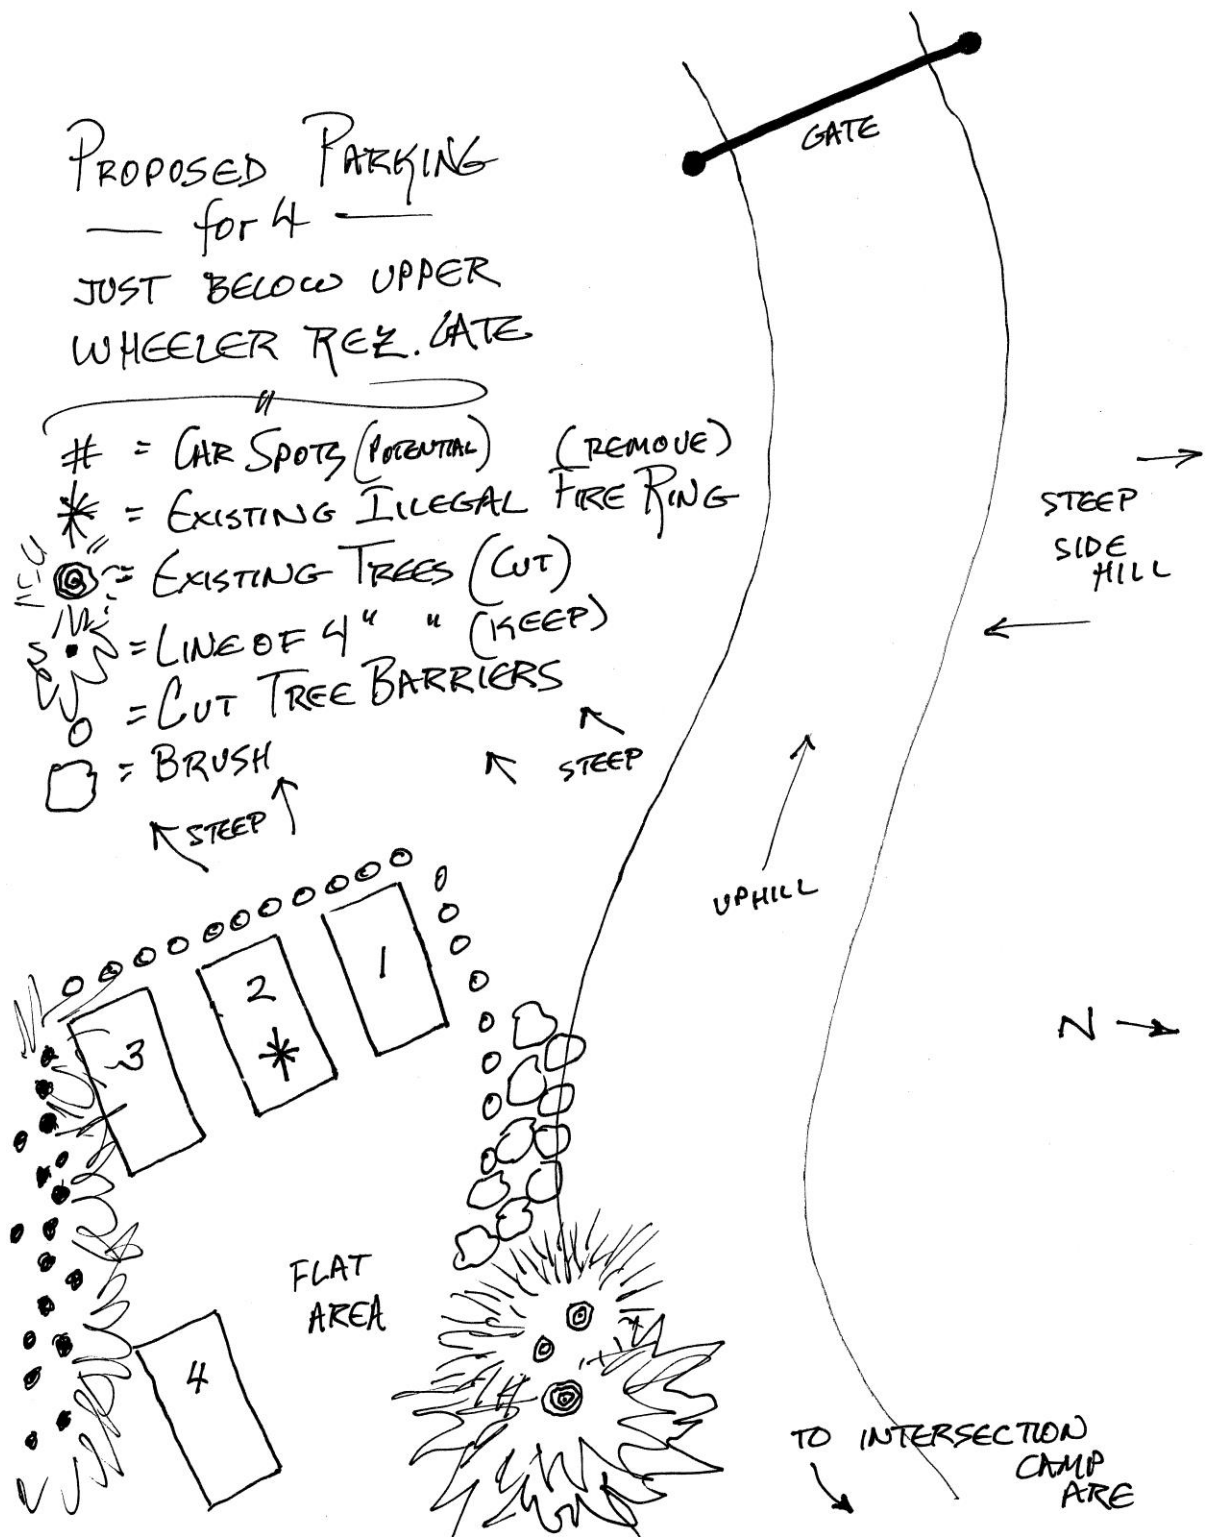 PROPOSED PARKING
— for 4 —
JUST BELOW UPPER
WHEELER REZ. GATE
# = CAR SPOTS (POTENTIAL) (REMOVE)
* = EXISTING ILLEGAL FIRE RING
= EXISTING TREES (CUT)
= LINE OF 4" " (KEEP)
= CUT TREE BARRIERS
= BRUSH
STEEP
STEEP
GATE
STEEP
SIDE
HILL
UPHILL
N
1
2
*
3
FLAT
AREA
4
TO INTERSECTION
CAMP
ARE